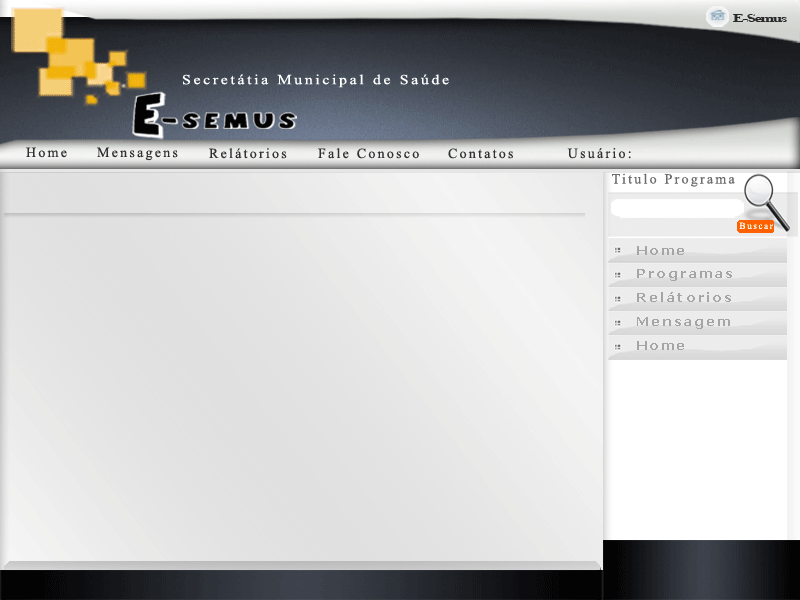 E-Semus
Secretátia Municipal de Saúde
E-SEMUS
Home Mensagens Relátorios Fale Conosco Contatos Usuário:
Titulo Programa
Buscar
Home
Programas
Relátorios
Mensagem
Home